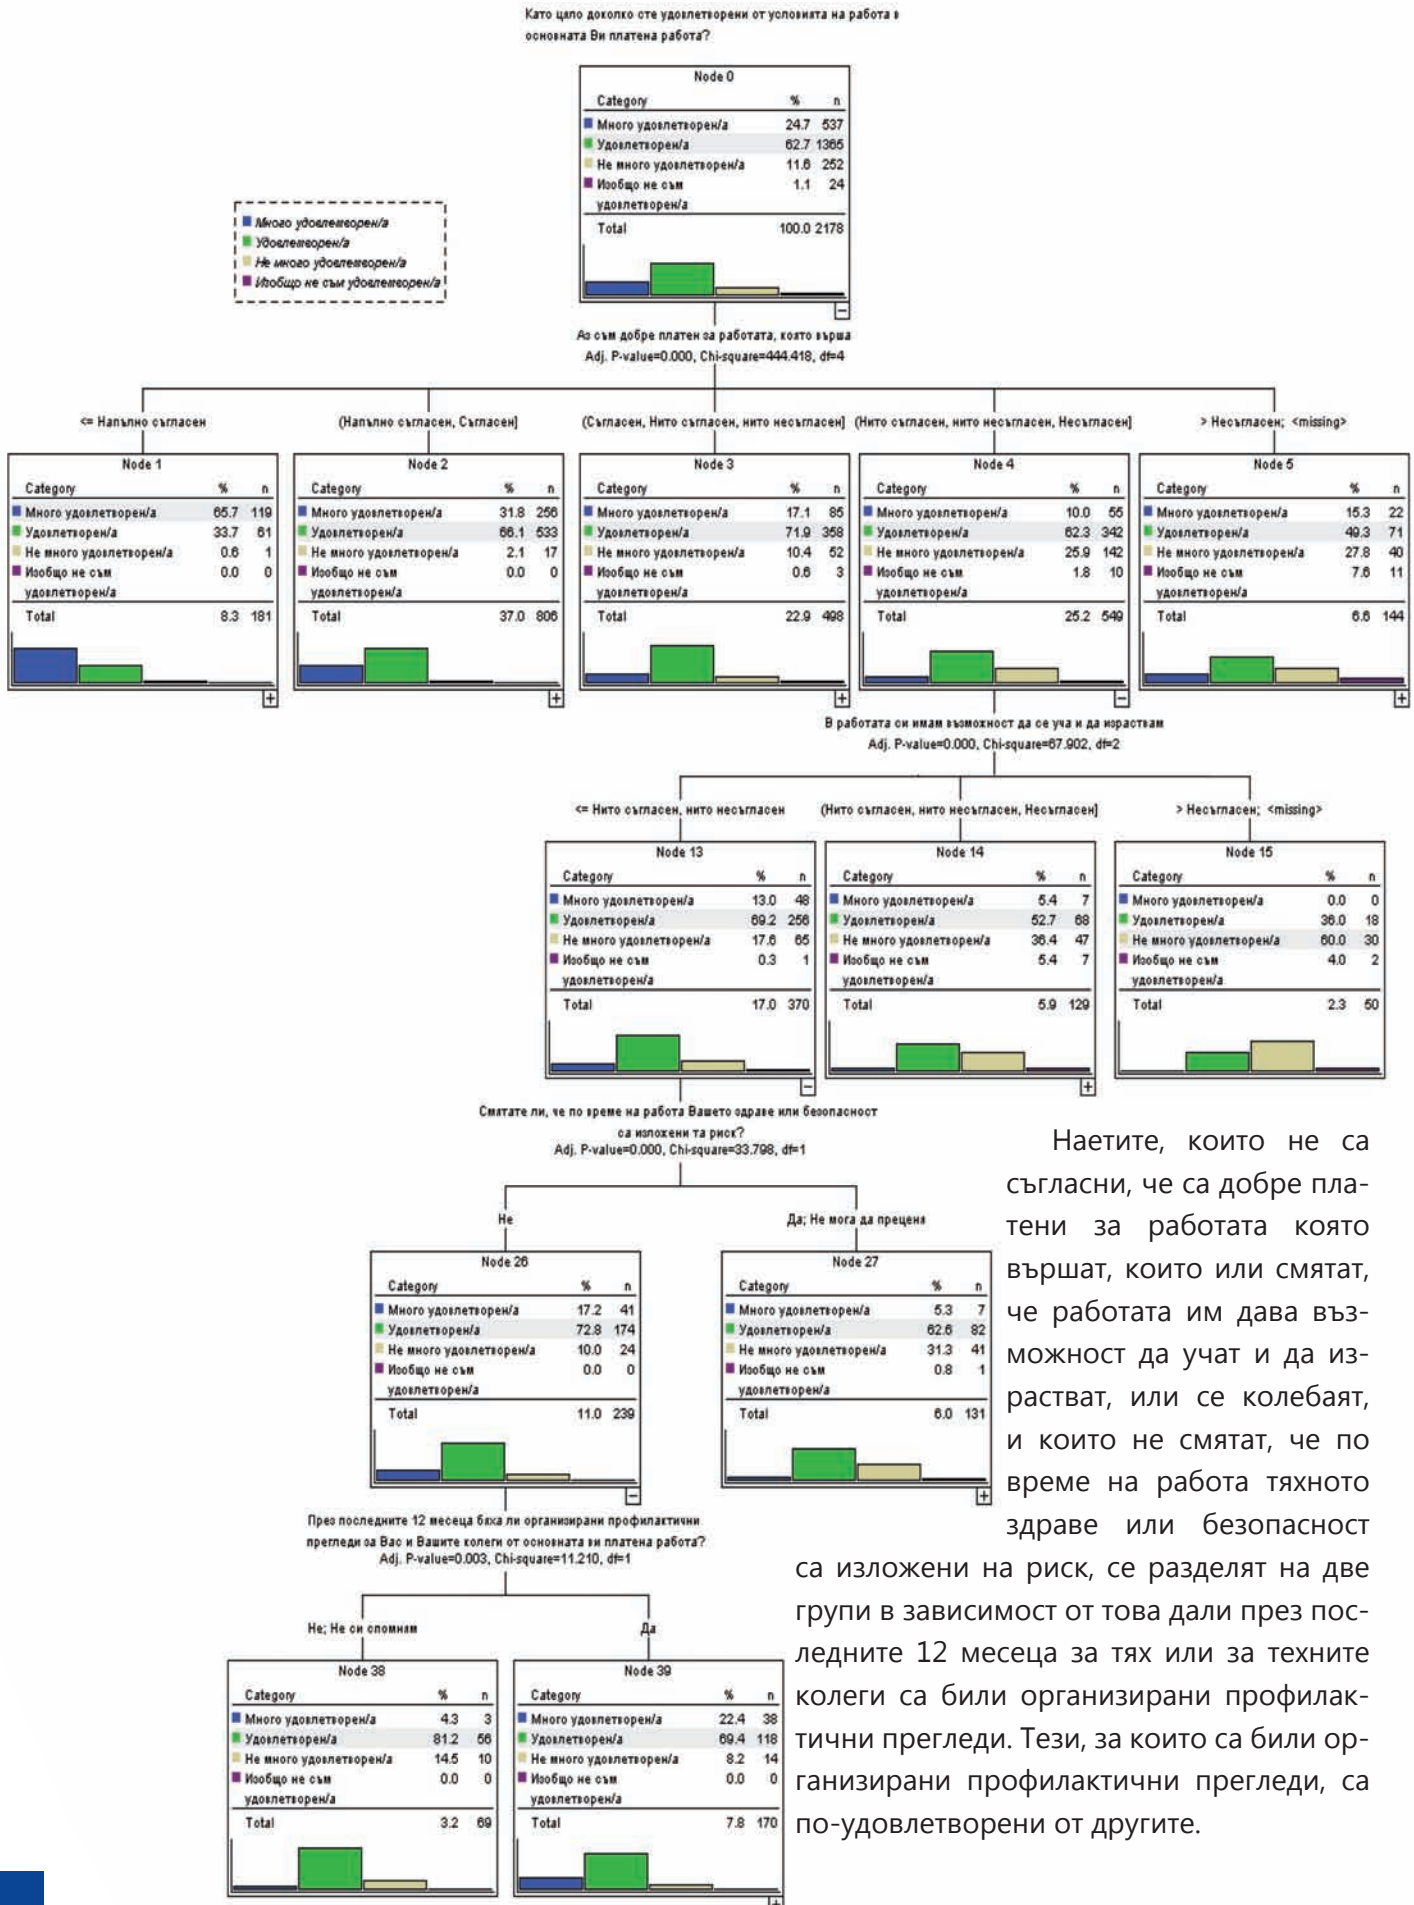 Като цяло доколко сте удовлетворени от условията на работа в
основната Ви платена работа?
Node 0
Category % n
Много удовлетворен/а 24.7 537
Удовлетворен/а 62.7 1365
Не много удовлетворен/а 11.6 252
Изобщо не съм 1.1 24
удовлетворен/а
Total 100.0 2178
Много удовлетворен/а
Удовлетворен/а
Не много удовлетворен/а
Изобщо не съм удовлетворен/а
Аз съм добре платен за работата, която върша
Adj. P-value=0.000, Chi-square=444.418, df=4
<= Напълно съгласен
(Напълно съгласен, Съгласен]
(Съгласен, Нито съгласен, нито несъгласен]
(Нито съгласен, нито несъгласен, Несъгласен]
> Несъгласен; <missing>
Node 1
Category % n
Много удовлетворен/а 65.7 119
Удовлетворен/а 33.7 61
Не много удовлетворен/а 0.6 1
Изобщо не съм 0.0 0
удовлетворен/а
Total 8.3 181
Node 2
Category % n
Много удовлетворен/а 31.8 256
Удовлетворен/а 66.1 533
Не много удовлетворен/а 2.1 17
Изобщо не съм 0.0 0
удовлетворен/а
Total 37.0 806
Node 3
Category % n
Много удовлетворен/а 17.1 85
Удовлетворен/а 71.9 358
Не много удовлетворен/а 10.4 52
Изобщо не съм 0.6 3
удовлетворен/а
Total 22.9 498
Node 4
Category % n
Много удовлетворен/а 10.0 55
Удовлетворен/а 62.3 342
Не много удовлетворен/а 25.9 142
Изобщо не съм 1.8 10
удовлетворен/а
Total 25.2 549
Node 5
Category % n
Много удовлетворен/а 15.3 22
Удовлетворен/а 49.3 71
Не много удовлетворен/а 27.8 40
Изобщо не съм 7.6 11
удовлетворен/а
Total 6.6 144
В работата си имам възможност да се уча и да израствам
Adj. P-value=0.000, Chi-square=67.902, df=2
<= Нито съгласен, нито несъгласен
(Нито съгласен, нито несъгласен, Несъгласен]
> Несъгласен; <missing>
Node 13
Category % n
Много удовлетворен/а 13.0 48
Удовлетворен/а 69.2 256
Не много удовлетворен/а 17.6 65
Изобщо не съм 0.3 1
удовлетворен/а
Total 17.0 370
Node 14
Category % n
Много удовлетворен/а 5.4 7
Удовлетворен/а 52.7 68
Не много удовлетворен/а 36.4 47
Изобщо не съм 5.4 7
удовлетворен/а
Total 5.9 129
Node 15
Category % n
Много удовлетворен/а 0.0 0
Удовлетворен/а 36.0 18
Не много удовлетворен/а 60.0 30
Изобщо не съм 4.0 2
удовлетворен/а
Total 2.3 50
Смятате ли, че по време на работа Вашето здраве или безопасност
са изложени та риск?
Adj. P-value=0.000, Chi-square=33.798, df=1
Не
Да; Не мога да преценя
Node 26
Category % n
Много удовлетворен/а 17.2 41
Удовлетворен/а 72.8 174
Не много удовлетворен/а 10.0 24
Изобщо не съм 0.0 0
удовлетворен/а
Total 11.0 239
Node 27
Category % n
Много удовлетворен/а 5.3 7
Удовлетворен/а 62.6 82
Не много удовлетворен/а 31.3 41
Изобщо не съм 0.8 1
удовлетворен/а
Total 6.0 131
През последните 12 месеца бяха ли организирани профилактични
прегледи за Вас и Вашите колеги от основната ви платена работа?
Adj. P-value=0.003, Chi-square=11.210, df=1
Не; Не си спомням
Да
Node 38
Category % n
Много удовлетворен/а 4.3 3
Удовлетворен/а 81.2 56
Не много удовлетворен/а 14.5 10
Изобщо не съм 0.0 0
удовлетворен/а
Total 3.2 69
Node 39
Category % n
Много удовлетворен/а 22.4 38
Удовлетворен/а 69.4 118
Не много удовлетворен/а 8.2 14
Изобщо не съм 0.0 0
удовлетворен/а
Total 7.8 170
Наетите, които не са
съгласни, че са добре пла-
тени за работата която
вършат, които или смятат,
че работата им дава въз-
можност да учат и да из-
растват, или се колебаят,
и които не смятат, че по
време на работа тяхното
здраве или безопасност
са изложени на риск, се разделят на две
групи в зависимост от това дали през пос-
ледните 12 месеца за тях или за техните
колеги са били организирани профилак-
тични прегледи. Тези, за които са били ор-
ганизирани профилактични прегледи, са
по-удовлетворени от другите.